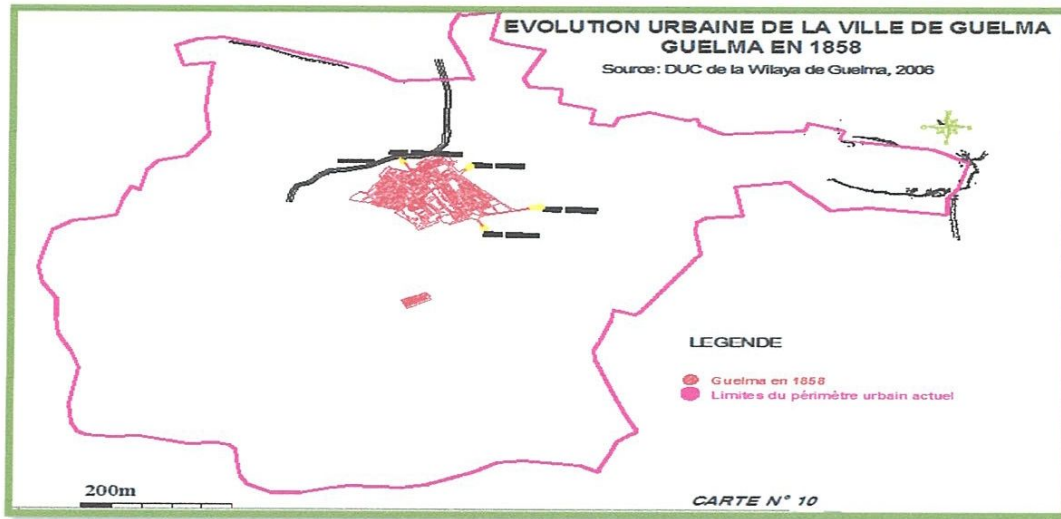 EVOLUTION URBAINE DE LA VILLE DE GUELMA
GUELMA EN 1858
Source: DUC de la Wilaya de Guelma, 2006
LEGENDE
Guelma en 1858
Limites du périmètre urbain actuel
200m
CARTE N° 10